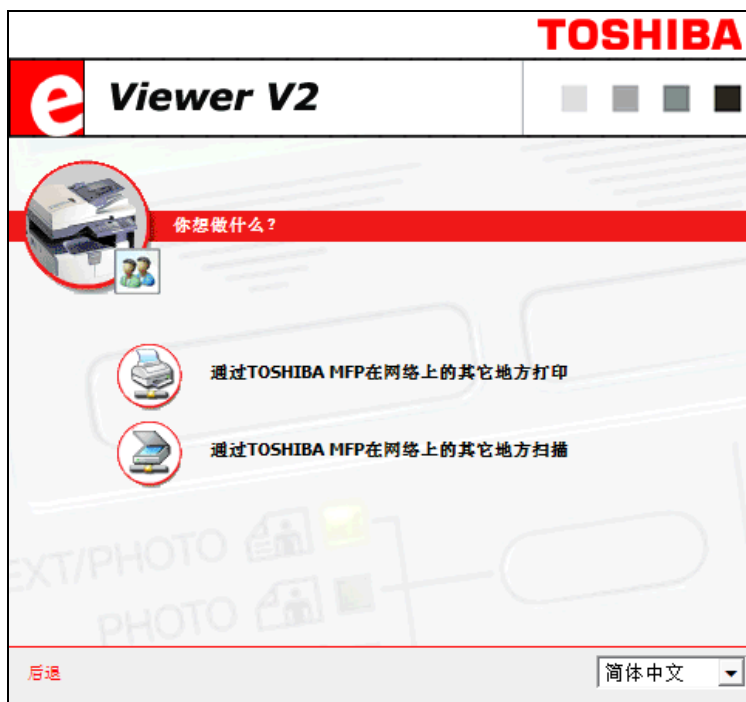 TOSHIBA
e Viewer V2
你想做什么？
通过TOSHIBA MFP在网络上的其它地方打印
通过TOSHIBA MFP在网络上的其它地方扫描
EXT/PHOTO
PHOTO
后退
简体中文